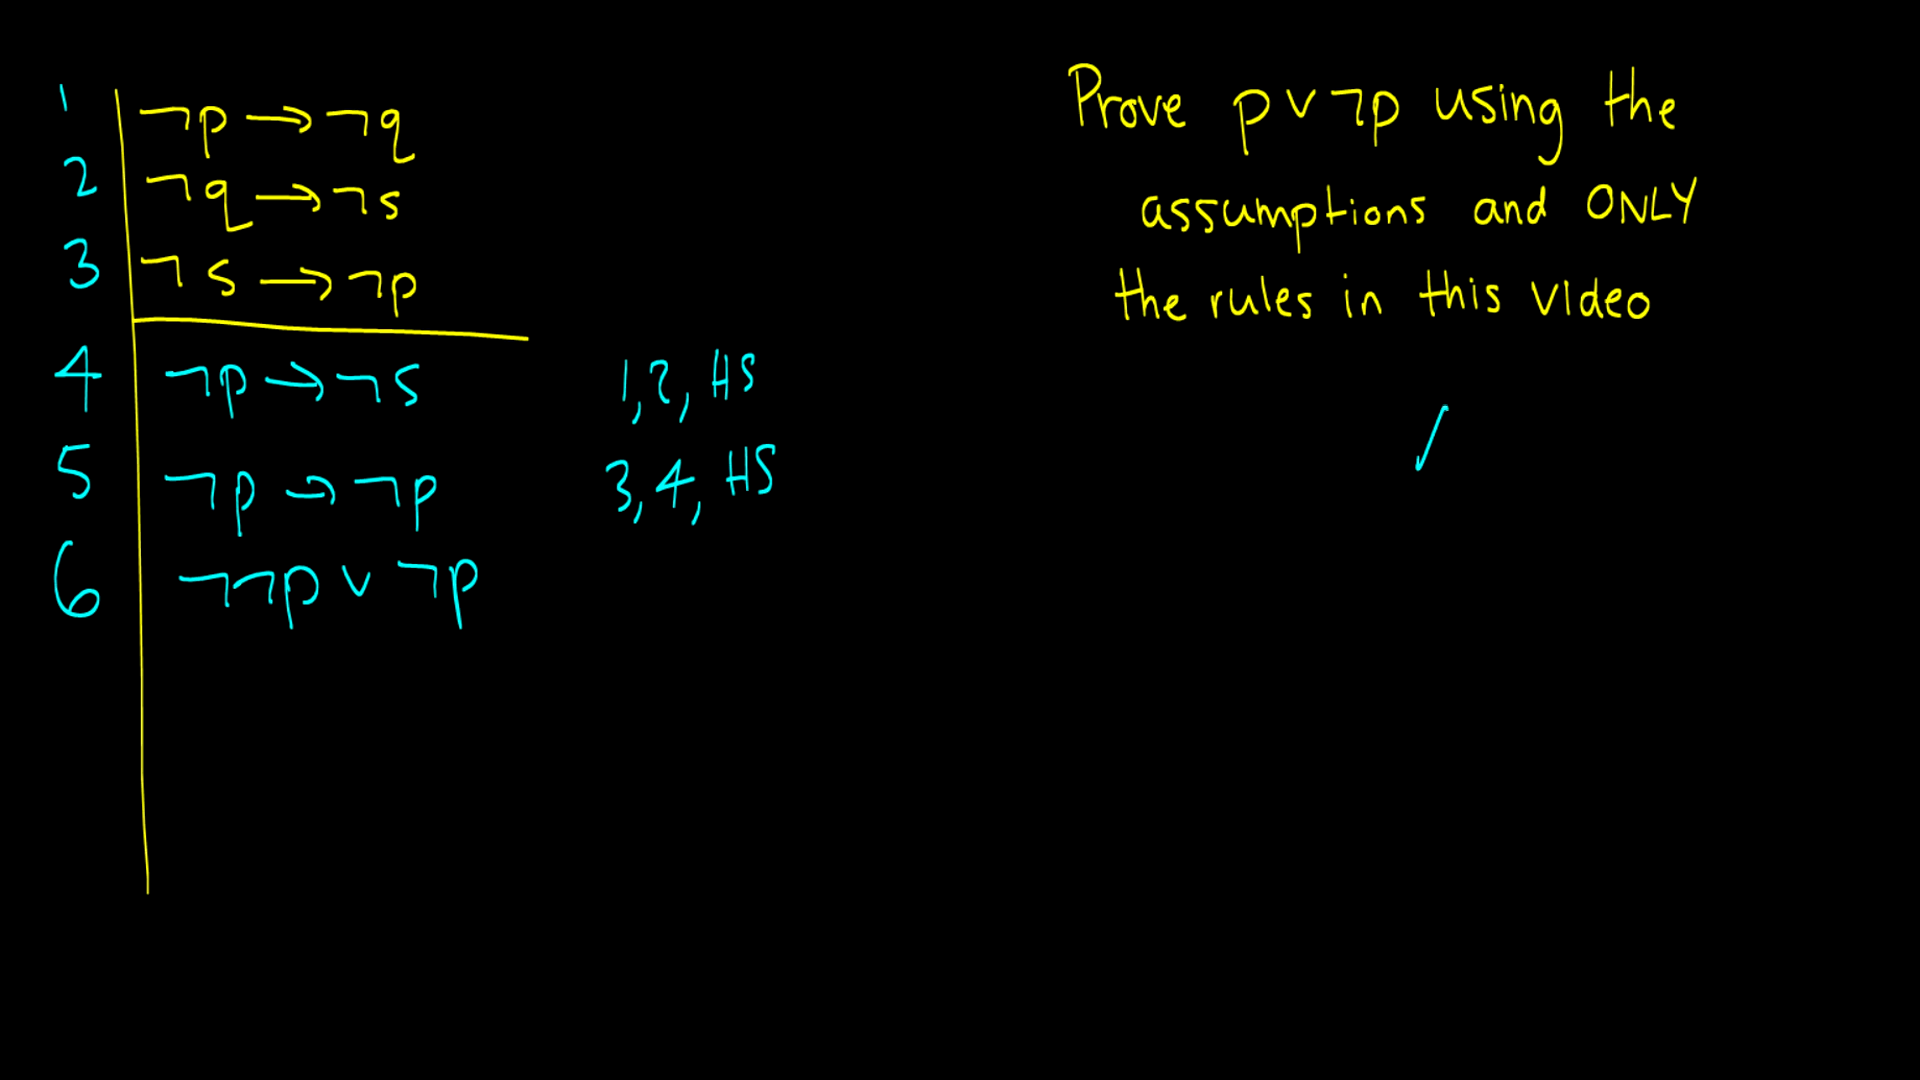 1 ¬p → ¬q
2 ¬q → ¬s
3 ¬s → ¬p
4 ¬p → ¬s 1,2, HS
5 ¬p → ¬p 3,4, HS
6 ¬¬p ∨ ¬p
Prove p ∨ ¬p using the
assumptions and ONLY
the rules in this video